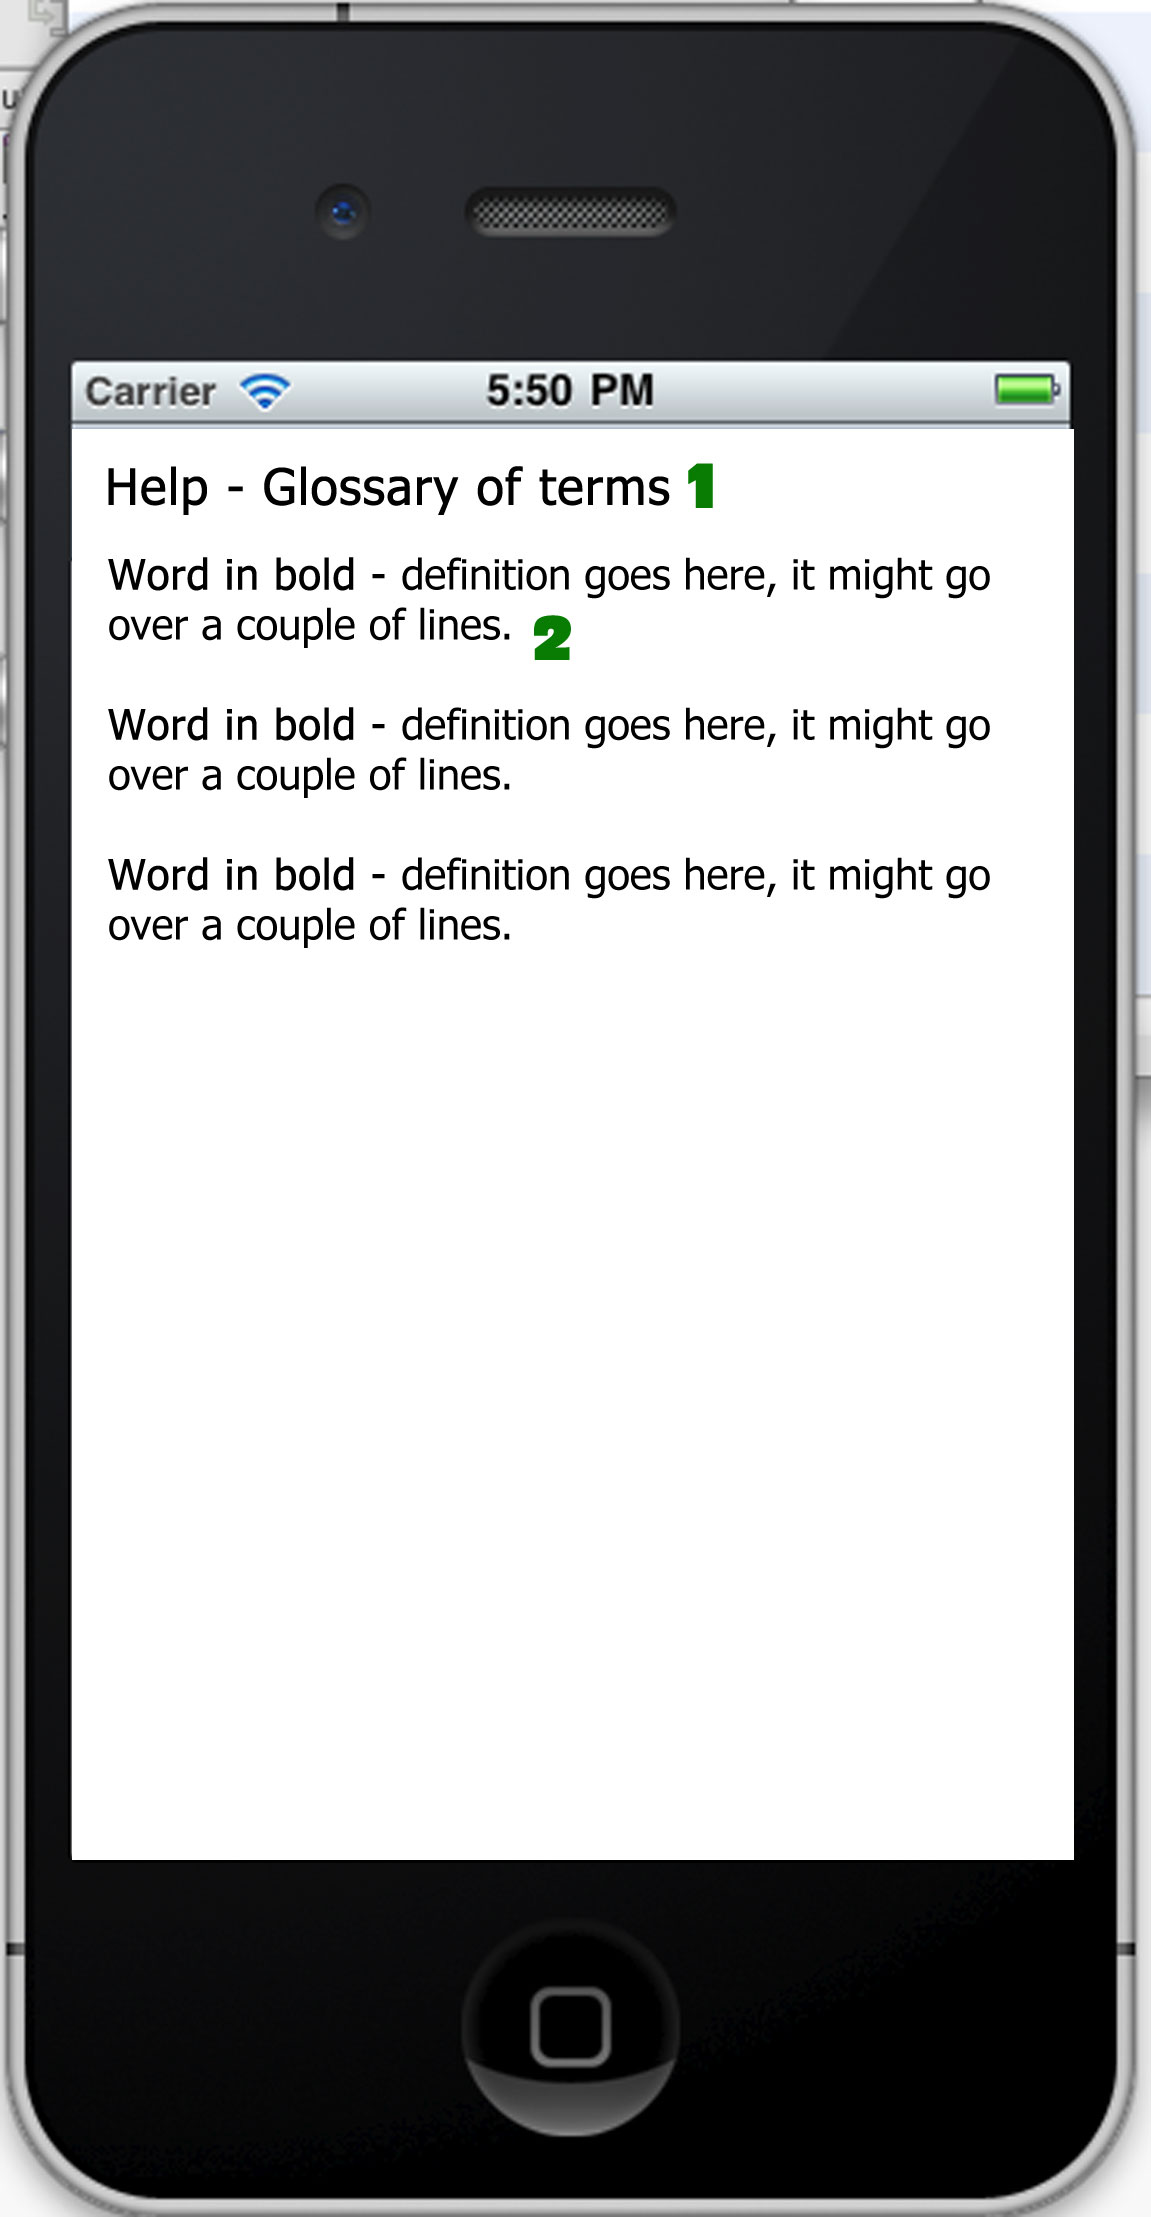 Carrier 5:50 PM
Help - Glossary of terms 1
Word in bold - definition goes here, it might go
over a couple of lines. 2
Word in bold - definition goes here, it might go
over a couple of lines.
Word in bold - definition goes here, it might go
over a couple of lines.